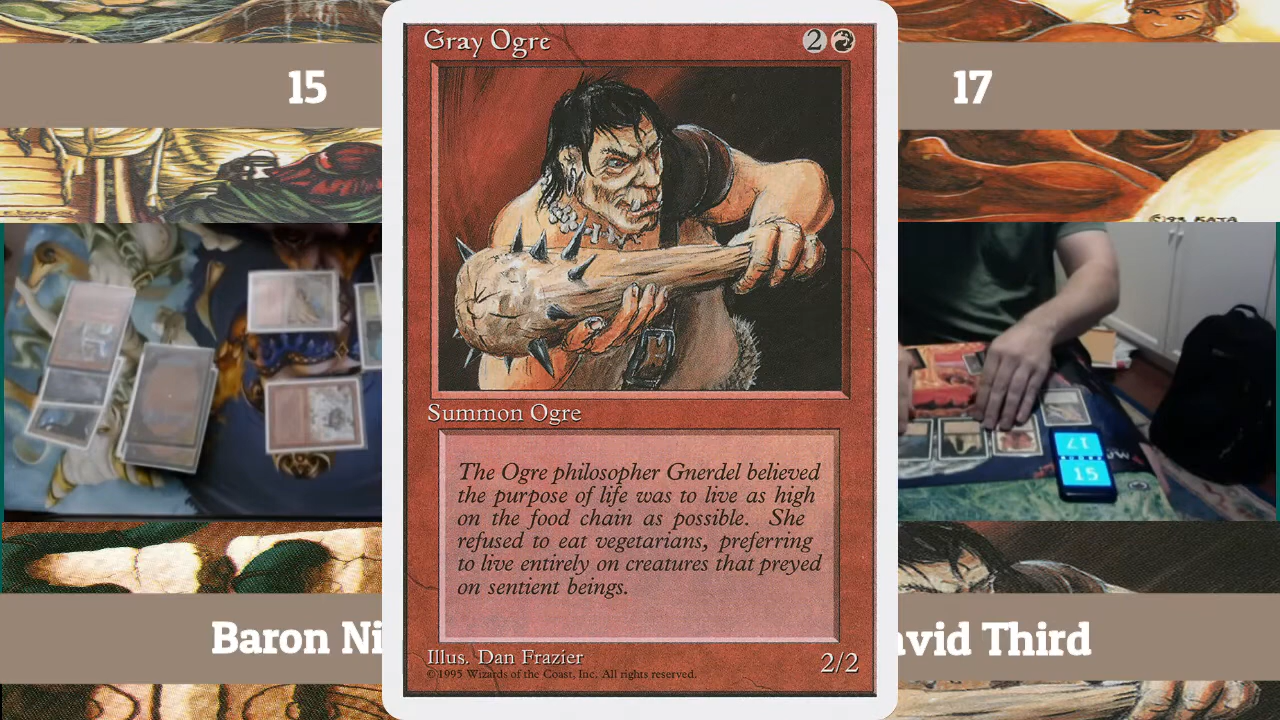 15
17
Gray Ogre
2
Summon Ogre
The Ogre philosopher Gnerdel believed
the purpose of life was to live as high
on the food chain as possible. She
refused to eat vegetarians, preferring
to live entirely on creatures that preyed
on sentient beings.
Illus. Dan Frazier
2/2
©1995 Wizards of the Coast, Inc. All rights reserved.
17
15
Baron Ni
avid Third